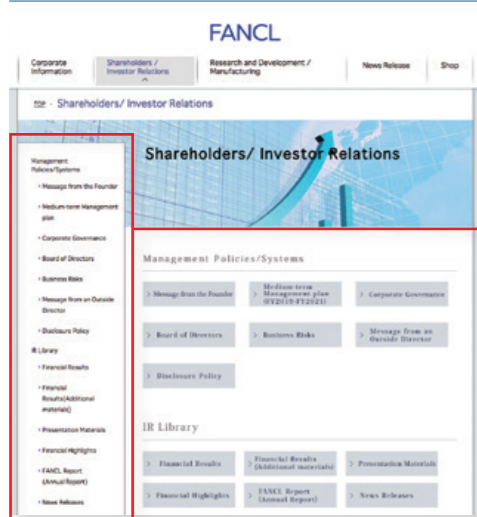 FANCL
Corporate
Information
Shareholders /
Investor Relations
Research and Development /
Manufacturing
News Release
Shop
TOP - Shareholders/ Investor Relations
Shareholders/ Investor Relations
Management
Policies/Systems
Message from the Founder
Medium-term Management
plan
Corporate Governance
Board of Directors
Business Risks
Message from an Outside
Director
Disclosure Policy
IR Library
Financial Results
Financial
Results(Additional
materials)
Presentation Materials
Financial Highlights
FANCL Report
(Annual Report)
News Releases
Management Policies/Systems
> Message from the Founder
> Medium-term
Management plan
(FY2018-FY2021)
> Corporate Governance
> Board of Directors
> Business Risks
> Message from an
Outside Director
> Disclosure Policy
IR Library
> Financial Results
> Financial Results
(Additional materials)
> Presentation Materials
> Financial Highlights
> FANCL Report
(Annual Report)
> News Releases